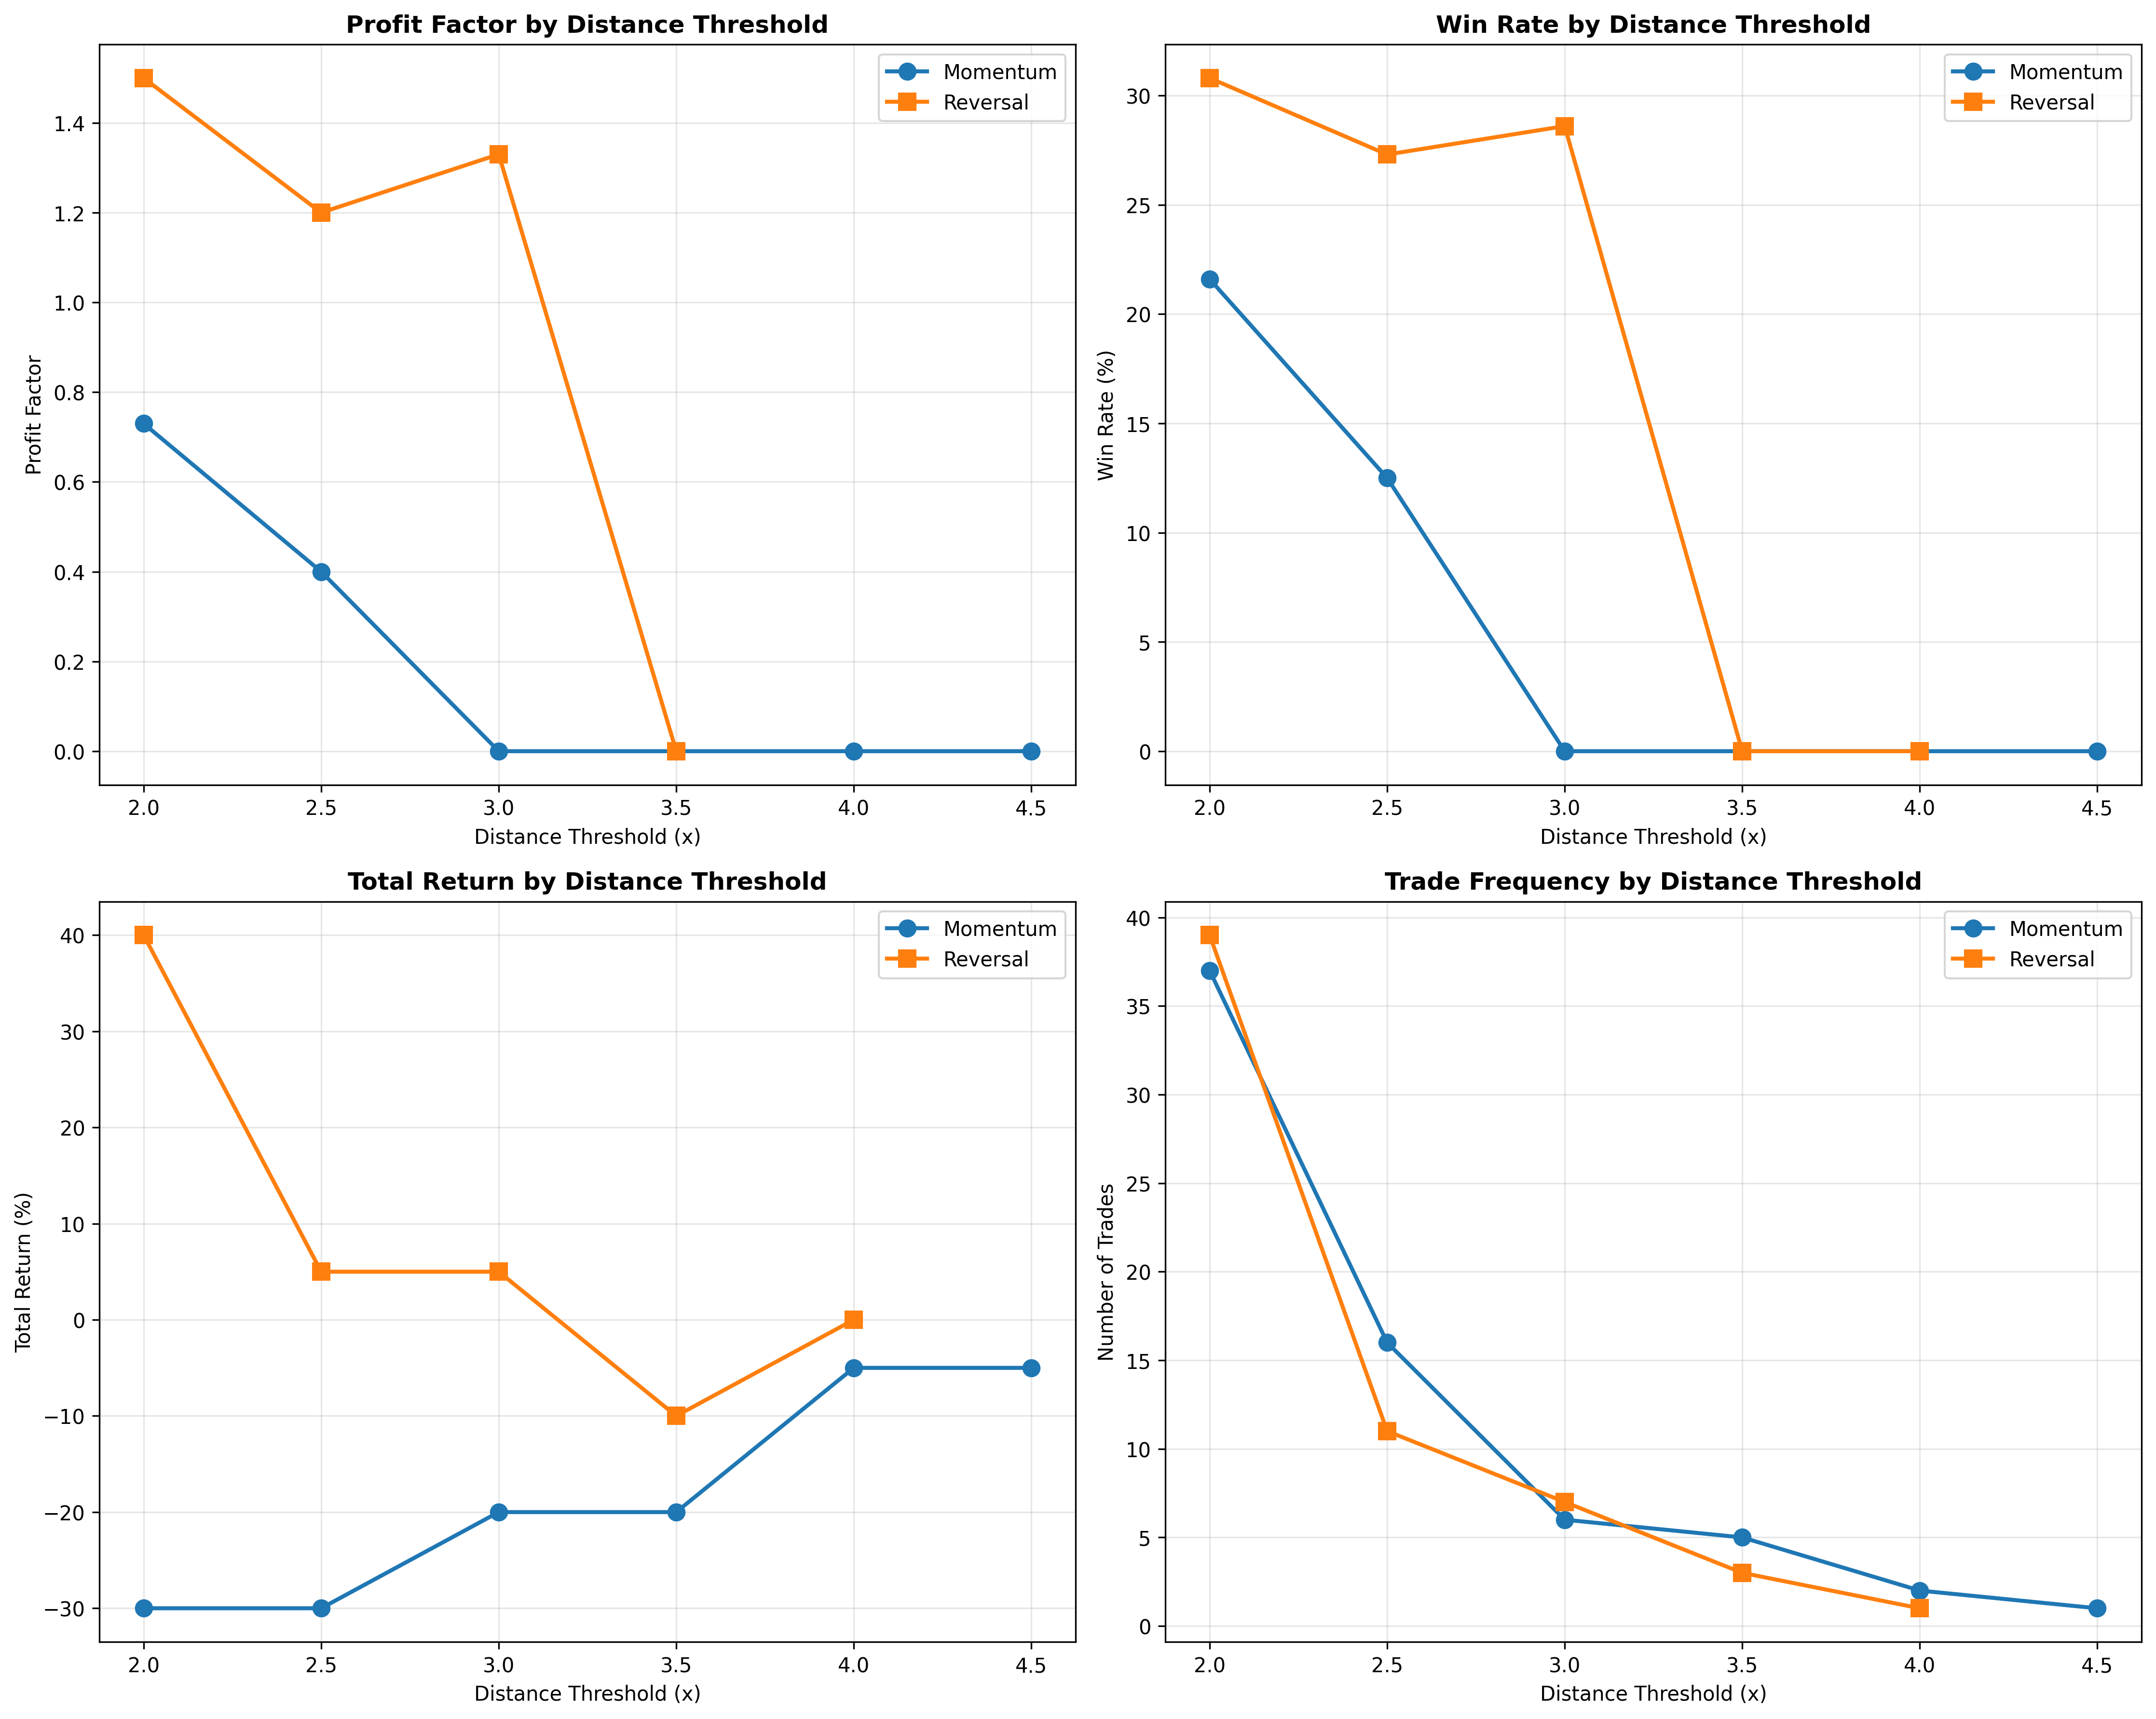 Profit Factor by Distance Threshold
Momentum
Reversal
1.4
1.2
1.0
0.8
0.6
0.4
0.2
0.0
Profit Factor
2.0 2.5 3.0 3.5 4.0 4.5
Distance Threshold (x)
Win Rate by Distance Threshold
Momentum
Reversal
30
25
20
15
10
5
0
Win Rate (%)
2.0 2.5 3.0 3.5 4.0 4.5
Distance Threshold (x)
Total Return by Distance Threshold
Momentum
Reversal
40
30
20
10
0
−10
−20
−30
Total Return (%)
2.0 2.5 3.0 3.5 4.0 4.5
Distance Threshold (x)
Trade Frequency by Distance Threshold
Momentum
Reversal
40
35
30
25
20
15
10
5
0
Number of Trades
2.0 2.5 3.0 3.5 4.0 4.5
Distance Threshold (x)